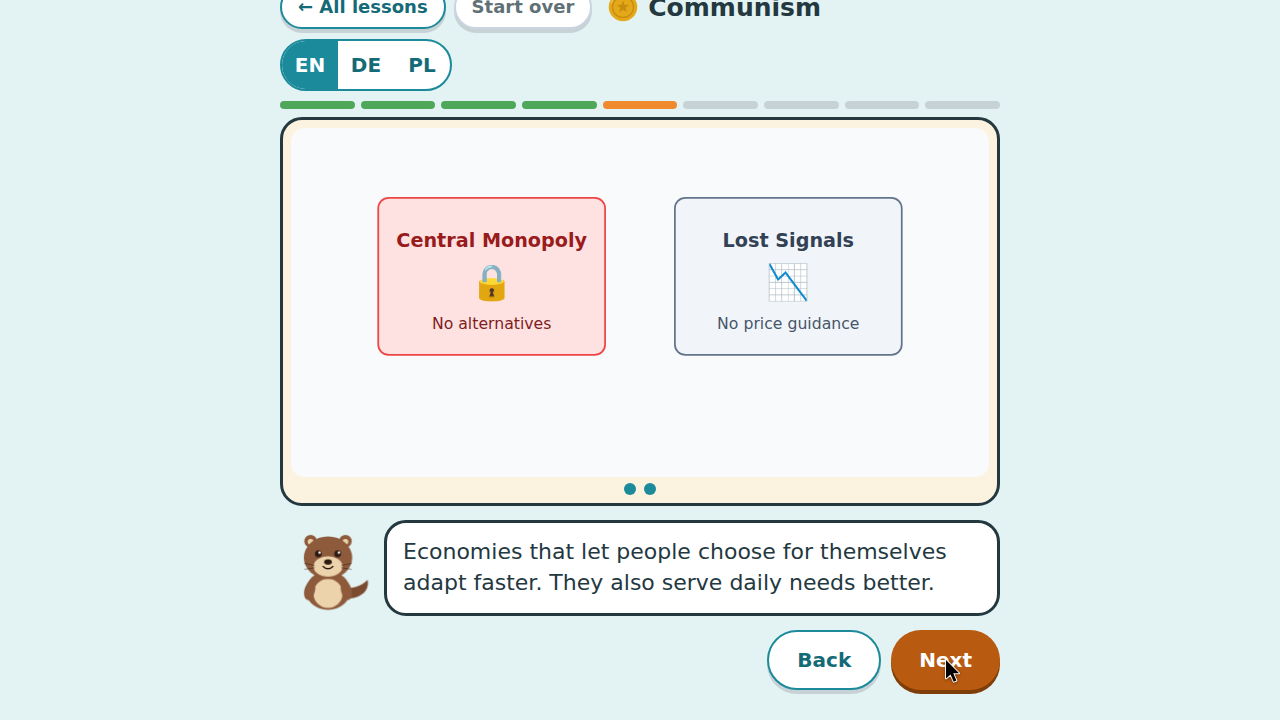 ← All lessons
Start over
Communism
EN DE PL
Central Monopoly
No alternatives
Lost Signals
No price guidance
Economies that let people choose for themselves
adapt faster. They also serve daily needs better.
Back
Next